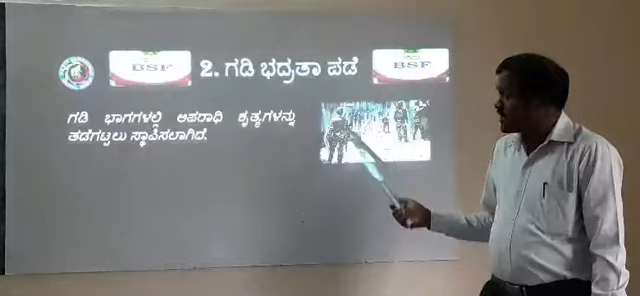 BSF
2. ಗಡಿ ಭದ್ರತಾ ಪಡೆ
BSF
ಗಡಿ ಭಾಗಗಳಲ್ಲಿ ಅಪರಾಧಿ ಕೃತ್ಯಗಳನ್ನು
ತಡೆಗಟ್ಟಲು ಸ್ಥಾಪಿಸಲಾಗಿದೆ.